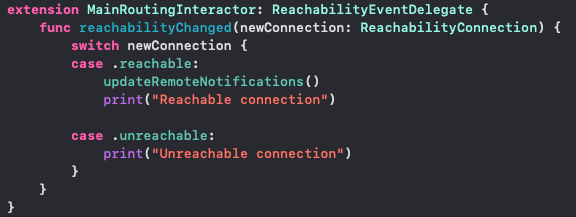 extension MainRoutingInteractor: ReachabilityEventDelegate {
    func reachabilityChanged(newConnection: ReachabilityConnection) {
        switch newConnection {
        case .reachable:
            updateRemoteNotifications()
            print("Reachable connection")

        case .unreachable:
            print("Unreachable connection")
        }
    }
}